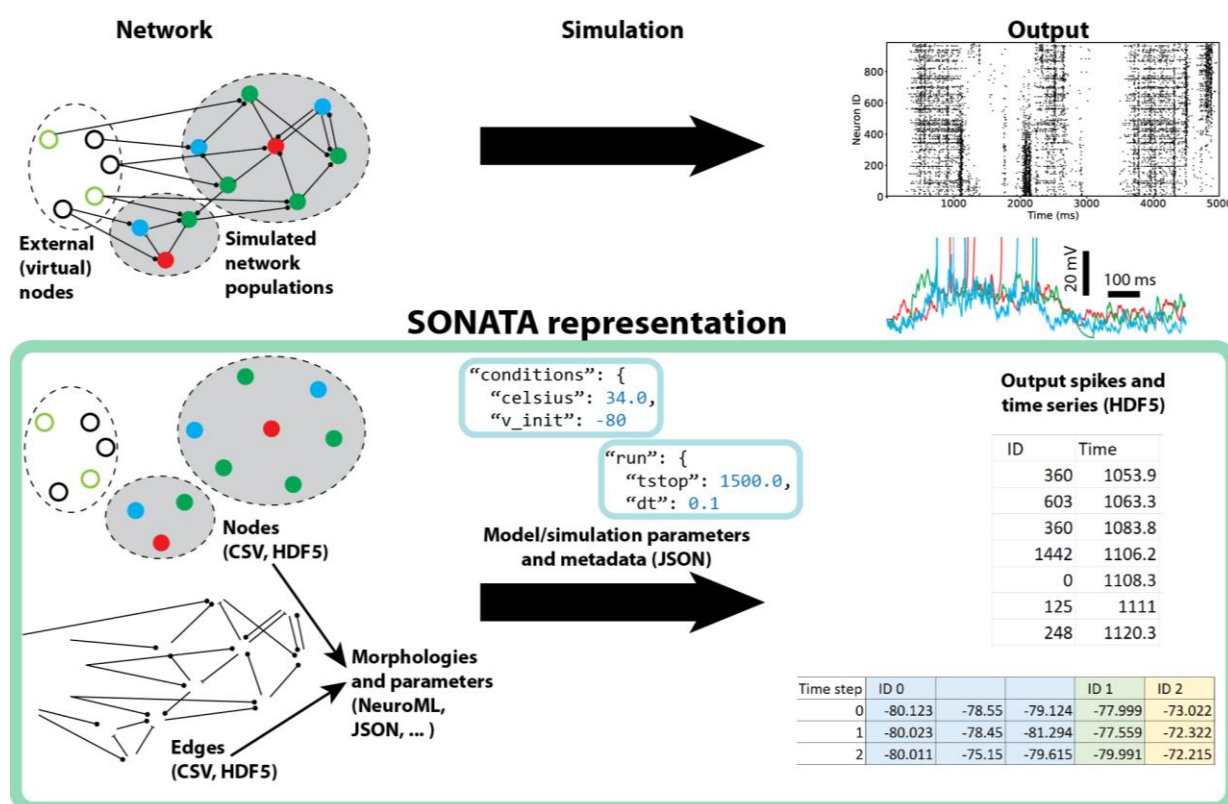 Network
Simulation
Output
External
(virtual)
nodes
Simulated
network
populations
Neuron ID
800
600
400
200
0
1000
2000
3000
4000
5000
Time (ms)
20 mV
100 ms
SONATA representation
Nodes
(CSV, HDF5)
Edges
(CSV, HDF5)
Morphologies
and parameters
(NeuroML,
JSON, ... )
“conditions”: {
“celsius”: 34.0,
“v_init”: -80
“run”: {
“tstop”: 1500.0,
“dt”: 0.1
Model/simulation parameters
and metadata (JSON)
Output spikes and
time series (HDF5)
ID Time
360 1053.9
603 1063.3
360 1083.8
1442 1106.2
0 1108.3
125 1111
248 1120.3
Time step ID 0 ID 1 ID 2
0 -80.123 -78.55 -79.124 -77.999 -73.022
1 -80.023 -78.45 -81.294 -77.559 -72.322
2 -80.011 -75.15 -79.615 -79.991 -72.215